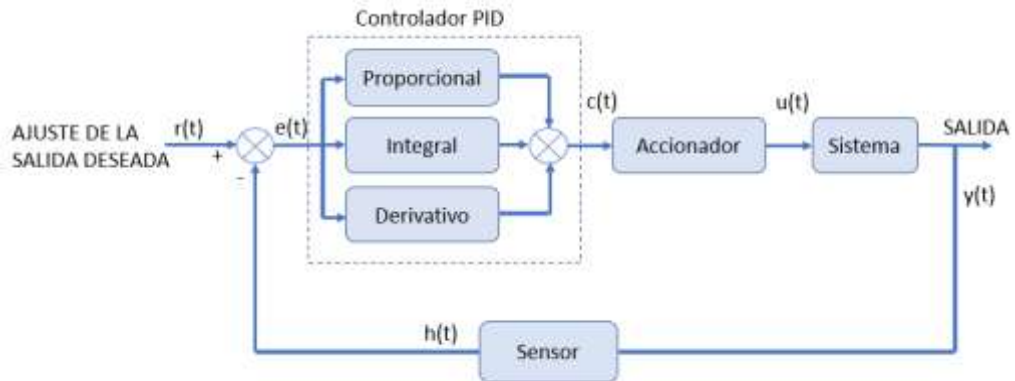 Controlador PID
Proporcional
c(t)
u(t)
AJUSTE DE LA
SALIDA DESEADA
r(t)
+
-
e(t)
Integral
Accionador
Sistema
SALIDA
y(t)
Derivativo
h(t)
Sensor